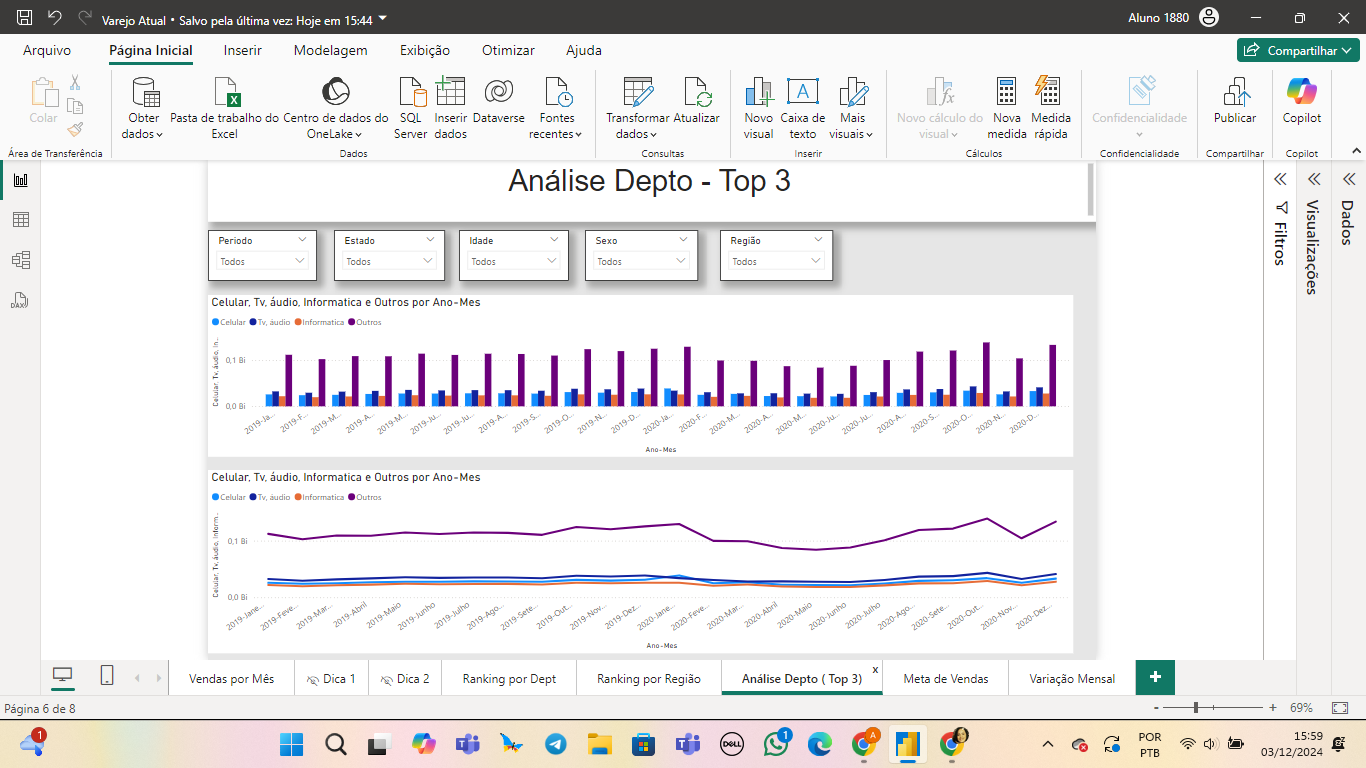 Varejo Atual • Salvo pela última vez: Hoje em 15:44
Aluno 1880
Arquivo
Página Inicial
Inserir
Modelagem
Exibição
Otimizar
Ajuda
Compartilhar
Colar
Obter dados
Pasta de trabalho do Excel
Centro de dados do OneLake
SQL Server
Inserir dados
Dataverse
Fontes recentes
Transformar dados
Atualizar
Novo visual
Caixa de texto
Mais visuais
Novo cálculo do visual
Nova medida
Medida rápida
Confidencialidade
Publicar
Copilot
Área de Transferência
Dados
Consultas
Inserir
Cálculos
Confidencialidade
Compartilhar
Copilot
Análise Depto - Top 3
Periodo
Todos
Estado
Todos
Idade
Todos
Sexo
Todos
Região
Todos
Celular, Tv, áudio, Informatica e Outros por Ano-Mes
Celular Tv, áudio Informatica Outros
Celular, Tv, áudio, In...
0,1 Bi
0,0 Bi
2019-Ja... 2019-F... 2019-M... 2019-A... 2019-M... 2019-Ju... 2019-Ju... 2019-A... 2019-S... 2019-O... 2019-N... 2019-D... 2020-Ja... 2020-F... 2020-M... 2020-A... 2020-M... 2020-Ju... 2020-Ju... 2020-A... 2020-S... 2020-O... 2020-N... 2020-D...
Ano-Mes
Celular, Tv, áudio, Informatica e Outros por Ano-Mes
Celular Tv, áudio Informatica Outros
Celular, Tv, áudio, Inform...
0,1 Bi
0,0 Bi
2019-Jane... 2019-Feve... 2019-Mar... 2019-Abril 2019-Maio 2019-Junho 2019-Julho 2019-Ago... 2019-Sete... 2019-Out... 2019-Nov... 2019-Dez... 2020-Jane... 2020-Feve... 2020-Mar... 2020-Abril 2020-Maio 2020-Junho 2020-Julho 2020-Ago... 2020-Sete... 2020-Out... 2020-Nov... 2020-Dez...
Ano-Mes
Filtros
Visualizações
Dados
DAX
Vendas por Mês
Dica 1
Dica 2
Ranking por Dept
Ranking por Região
Análise Depto ( Top 3)
x
Meta de Vendas
Variação Mensal
+
Página 6 de 8
- + 69%
1
DELL
1
A
POR
PTB
15:59
03/12/2024